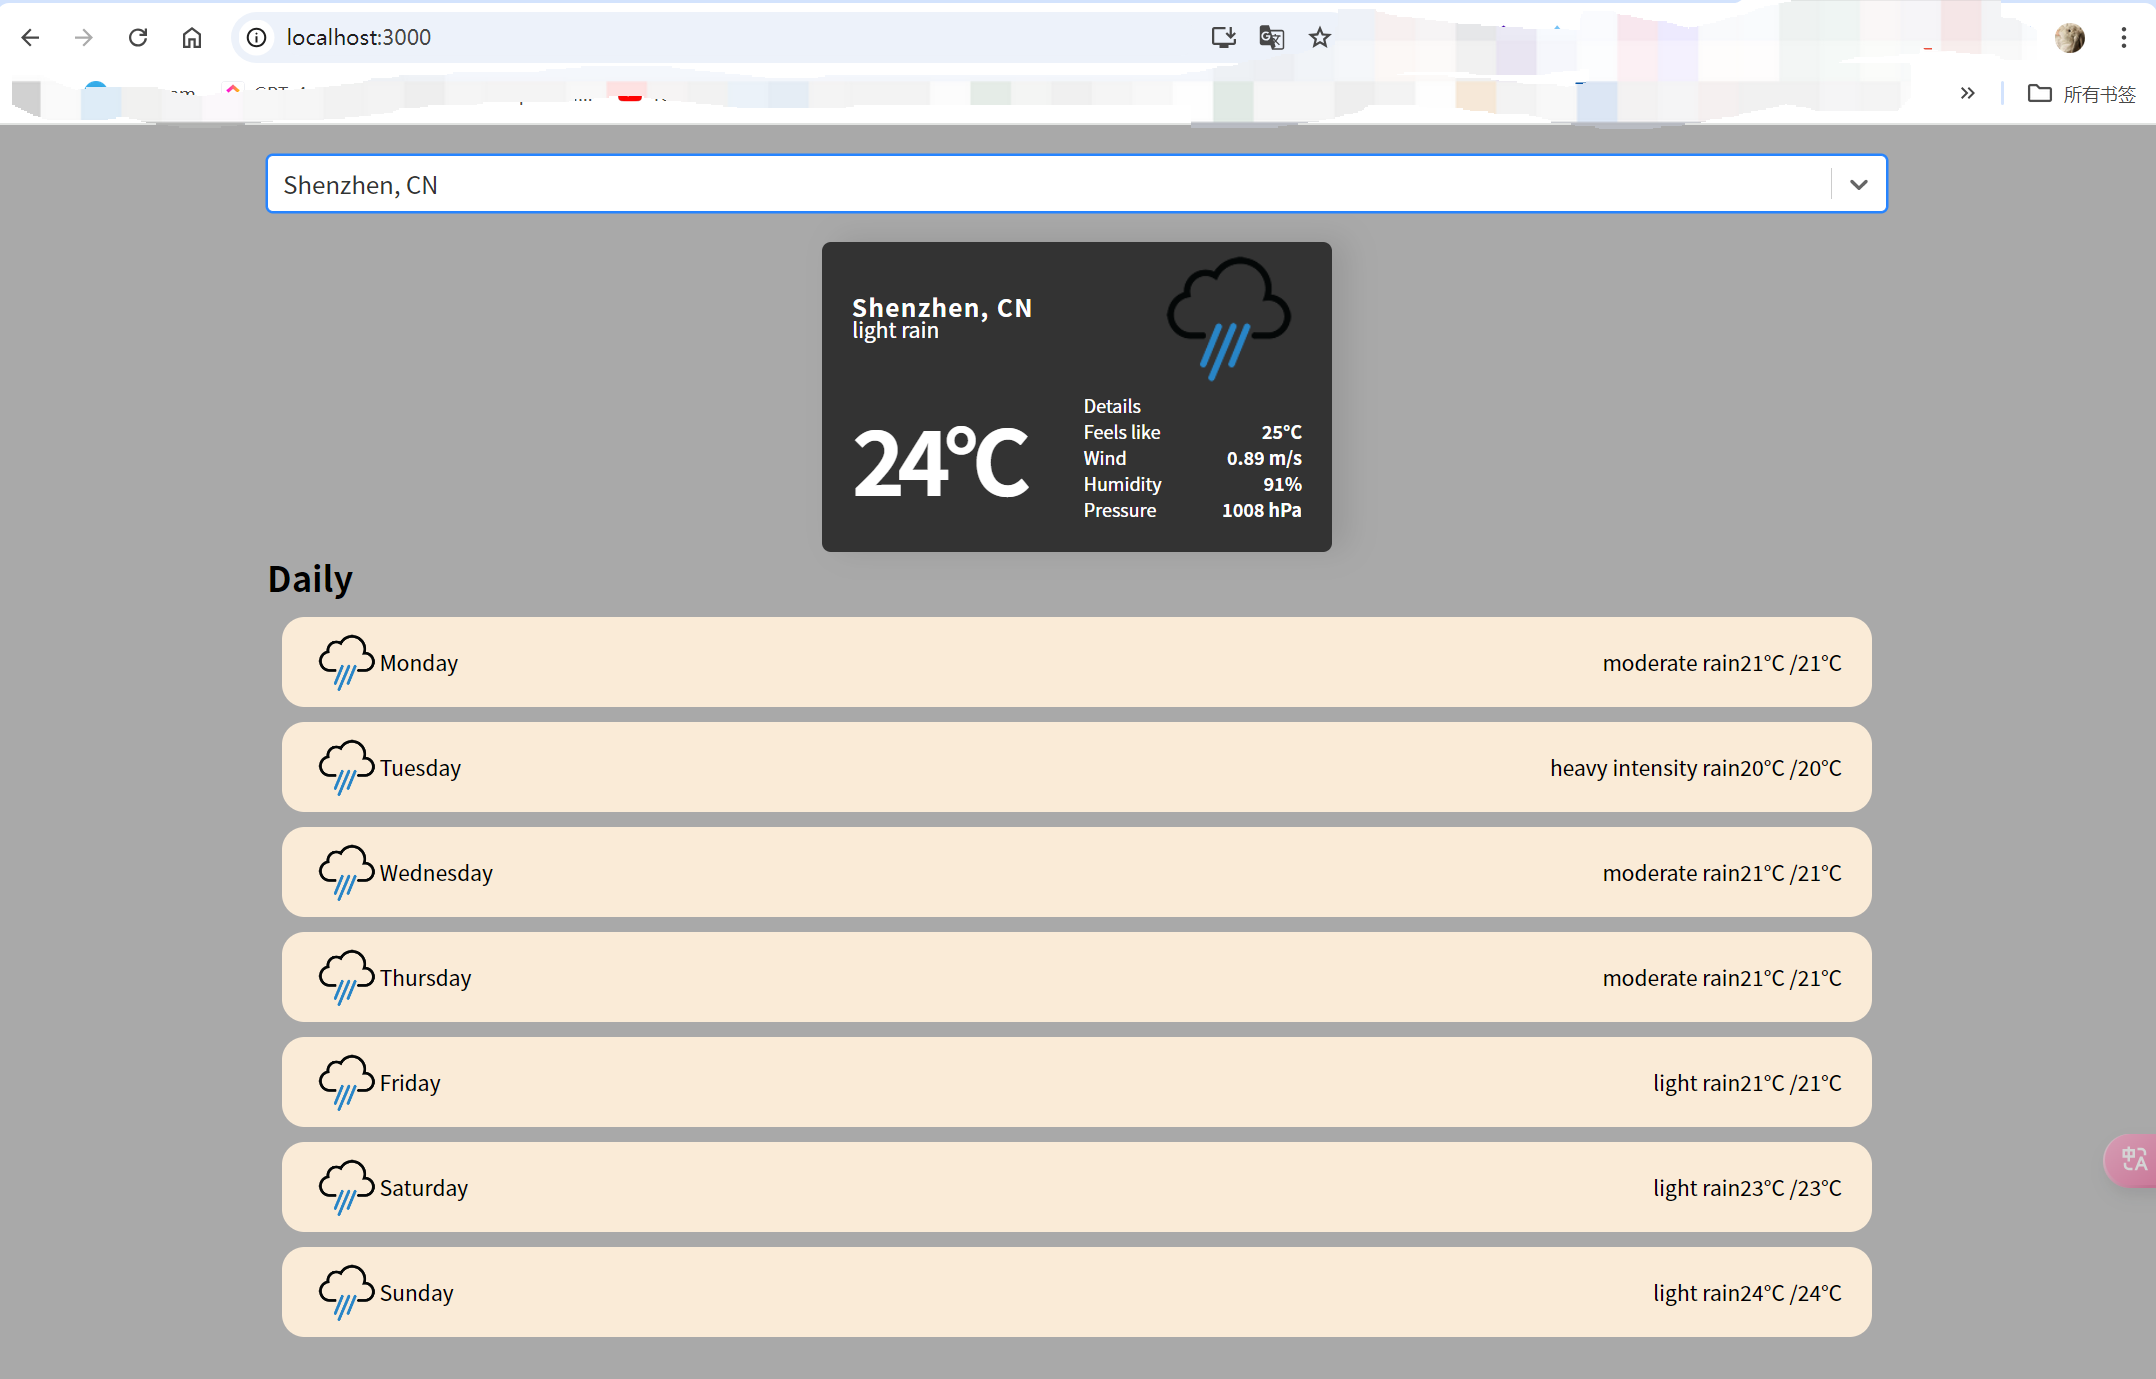 localhost:3000
所有书签
Shenzhen, CN
Shenzhen, CN
light rain
24°C
Details
Feels like 25°C
Wind 0.89 m/s
Humidity 91%
Pressure 1008 hPa
Daily
Monday moderate rain21°C /21°C
Tuesday heavy intensity rain20°C /20°C
Wednesday moderate rain21°C /21°C
Thursday moderate rain21°C /21°C
Friday light rain21°C /21°C
Saturday light rain23°C /23°C
Sunday light rain24°C /24°C